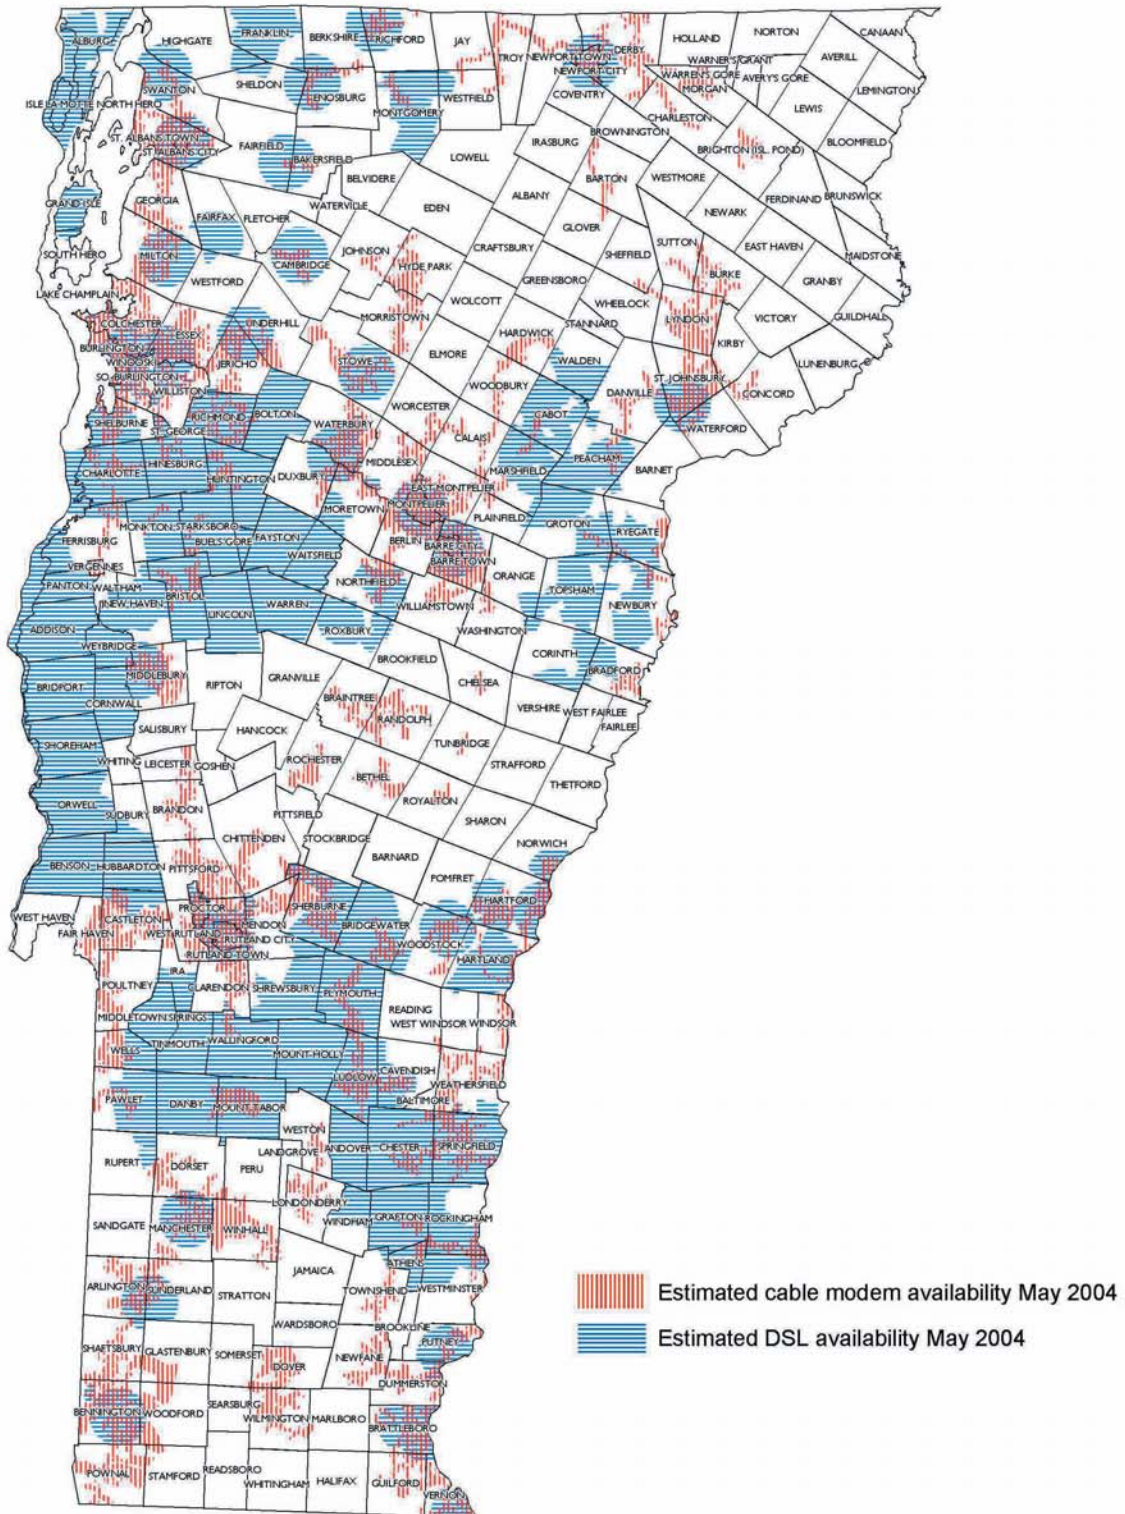 ALBURG
HIGHGATE
FRANKLIN
BERKSHIRE
RICHFORD
JAY
TROY
NEWPORT TOWN
DERBY
HOLLAND
NORTON
CANAAN
NEWPORT CITY
WARNER'S GRANT
AVERILL
WARREN'S GORE
AVERY'S GORE
MORGAN
LEMINGTON
SWANTON
SHELDON
ENOSBURG
WESTFIELD
COVENTRY
ISLE LA MOTTE
NORTH HERO
MONTGOMERY
LEWIS
CHARLESTON
ST. ALBANS TOWN
ST. ALBANS CITY
FAIRFIELD
BAKERSFIELD
LOWELL
IRASBURG
BROWNINGTON
BRIGHTON (ISL. POND)
BLOOMFIELD
BELVIDERE
BARTON
WESTMORE
GRAND ISLE
GEORGIA
FAIRFAX
FLETCHER
WATERVILLE
EDEN
ALBANY
NEWARK
FERDINAND
BRUNSWICK
GLOVER
SOUTH HERO
MILTON
CAMBRIDGE
JOHNSON
HYDE PARK
CRAFTSBURY
SHEFFIELD
SUTTON
EAST HAVEN
MAIDSTONE
WESTFORD
GREENSBORO
BURKE
GRANBY
LAKE CHAMPLAIN
WOLCOTT
WHEELOCK
COLCHESTER
ESSEX
UNDERHILL
MORRISTOWN
HARDWICK
STANNARD
LYNDON
VICTORY
GUILDHALL
BURLINGTON
WINOOSKI
JERICHO
STOWE
ELMORE
WALDEN
KIRBY
LUNENBURG
SO. BURLINGTON
WILLISTON
WOODBURY
DANVILLE
ST. JOHNSBURY
CONCORD
SHELBURNE
ST. GEORGE
RICHMOND
BOLTON
WATERBURY
WORCESTER
CALAIS
CABOT
WATERFORD
CHARLOTTE
HINESBURG
HUNTINGTON
DUXBURY
MIDDLESEX
MARSHFIELD
PEACHAM
BARNET
EAST MONTPELIER
MONTPELIER
MORETOWN
PLAINFIELD
GROTON
RYEGATE
FERRISBURG
MONKTON
STARKSBORO
BUELS GORE
FAYSTON
WAITSFIELD
BERLIN
BARRE CITY
BARRE TOWN
VERGENNES
PANTON
WALTHAM
NEW HAVEN
BRISTOL
LINCOLN
WARREN
NORTHFIELD
ORANGE
TOPSHAM
NEWBURY
WILLIAMSTOWN
ADDISON
WEYBRIDGE
ROXBURY
WASHINGTON
CORINTH
BRADFORD
BRIDPORT
MIDDLEBURY
RIPTON
GRANVILLE
BROOKFIELD
CHELSEA
CORNWALL
BRAINTREE
RANDOLPH
VERSHIRE
WEST FAIRLEE
FAIRLEE
SHOREHAM
SALISBURY
HANCOCK
TUNBRIDGE
WHITING
LEICESTER
GOSHEN
ROCHESTER
BETHEL
STRAFFORD
THETFORD
ORWELL
SUDBURY
BRANDON
PITTSFIELD
ROYALTON
SHARON
CHITTENDEN
STOCKBRIDGE
BARNARD
NORWICH
BENSON
HUBBARDTON
PITTSFORD
POMFRET
WEST HAVEN
FAIR HAVEN
CASTLETON
PROCTOR
WEST RUTLAND
MENDON
RUTLAND CITY
RUTLAND TOWN
SHERBURNE
BRIDGEWATER
WOODSTOCK
HARTFORD
HARTLAND
IRA
POULTNEY
CLARENDON
SHREWSBURY
PLYMOUTH
READING
WEST WINDSOR
WINDSOR
MIDDLETOWN SPRINGS
WELLS
TINMOUTH
WALLINGFORD
MOUNT HOLLY
LUDLOW
CAVENDISH
WEATHERSFIELD
BALTIMORE
PAWLET
DANBY
MOUNT TABOR
WESTON
LANDGROVE
ANDOVER
CHESTER
SPRINGFIELD
RUPERT
DORSET
PERU
LONDONDERRY
WINDHAM
GRAFTON
ROCKINGHAM
SANDGATE
MANCHESTER
WINHALL
ATHENS
JAMAICA
ARLINGTON
SUNDERLAND
STRATTON
TOWNSHEND
WESTMINSTER
WARDSBORO
BROOKLINE
PUTNEY
SHAFTSBURY
GLASTENBURY
SOMERSET
DOVER
NEWFANE
DUMMERSTON
BENNINGTON
WOODFORD
SEARSBURG
WILMINGTON
MARLBORO
BRATTLEBORO
POWNAL
STAMFORD
READSBORO
WHITINGHAM
HALIFAX
GUILFORD
VERNON
Estimated cable modem availability May 2004
Estimated DSL availability May 2004